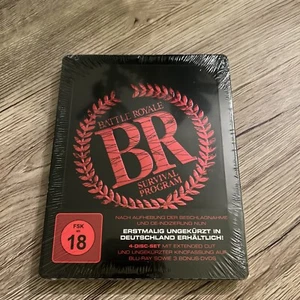 BATTLE ROYALE
BR
SURVIVAL
PROGRAM
NACH AUFHEBUNG DER BESCHLAGNAHME
UND DE-INDIZIERUNG NUN
ERSTMALIG UNGEKÜRZT IN
DEUTSCHLAND ERHÄLTLICH!
4-DISC-SET MIT EXTENDED CUT
UND UNGEKÜRZTER KINOFASSUNG AUF
BLU-RAY SOWIE 3 BONUS-DVDS
FSK
ab
18